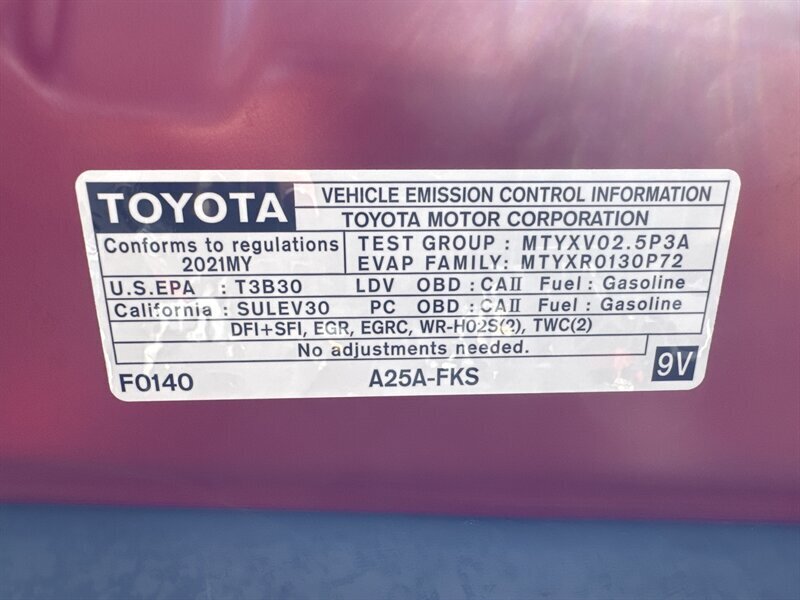 TOYOTA
VEHICLE EMISSION CONTROL INFORMATION
TOYOTA MOTOR CORPORATION
Conforms to regulations
2021MY
TEST GROUP : MTYXV02.5P3A
EVAP FAMILY: MTYXR0130P72
U.S.EPA : T3B30 LDV OBD : CAⅡ Fuel : Gasoline
California : SULEV30 PC OBD : CAⅡ Fuel : Gasoline
DFI+SFI, EGR, EGRC, WR-HO2S(2), TWC(2)
No adjustments needed.
F0140 A25A-FKS 9V